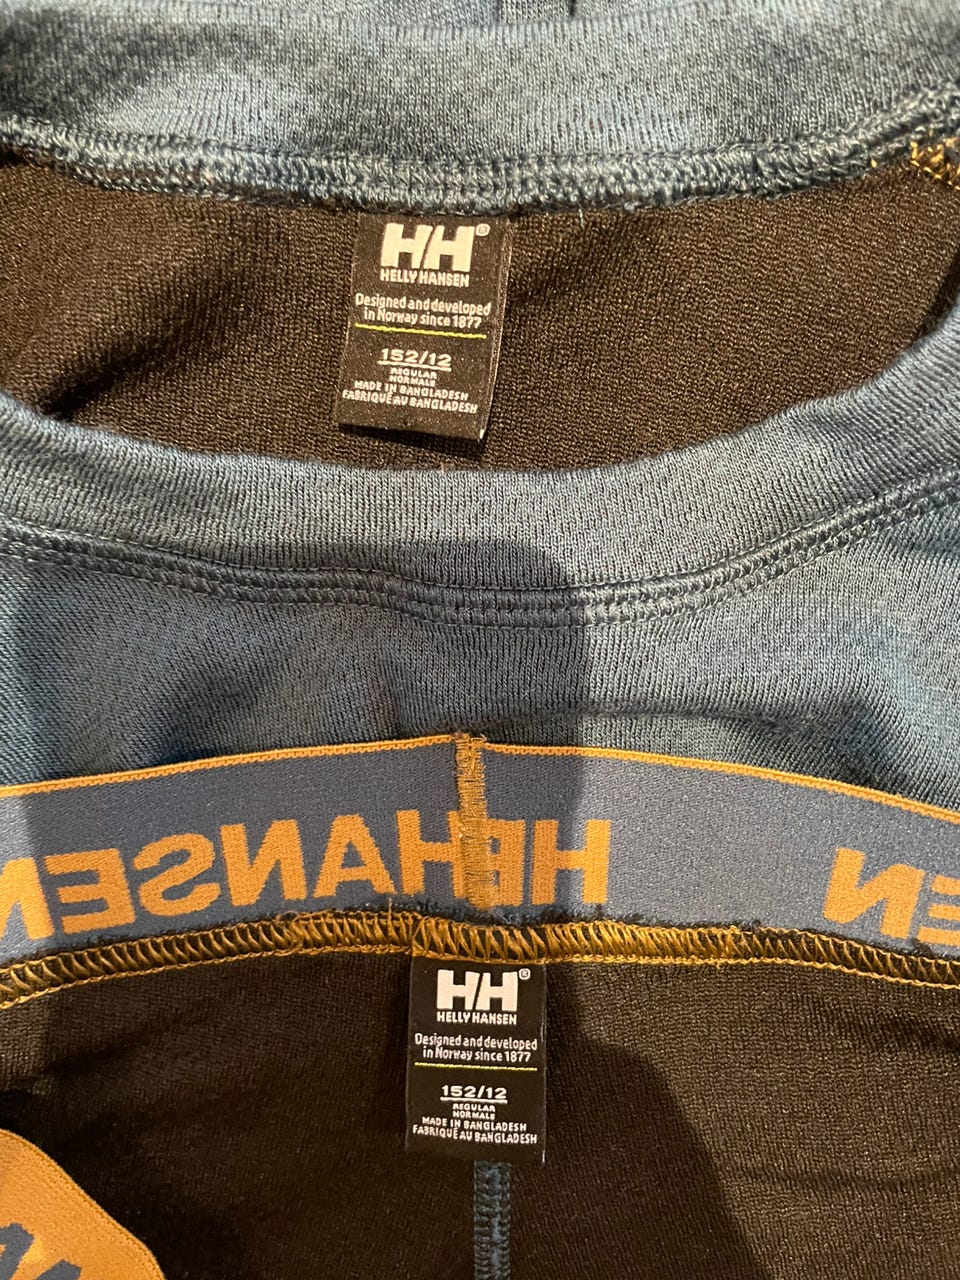 HH®
HELLY HANSEN
Designed and developed
in Norway since 1877
152/12
REGULAR
NORMALE
MADE IN BANGLADESH
FABRIQUÉ AU BANGLADESH
HANSEN
HH®
HELLY HANSEN
Designed and developed
in Norway since 1877
152/12
REGULAR
NORMALE
MADE IN BANGLADESH
FABRIQUÉ AU BANGLADESH